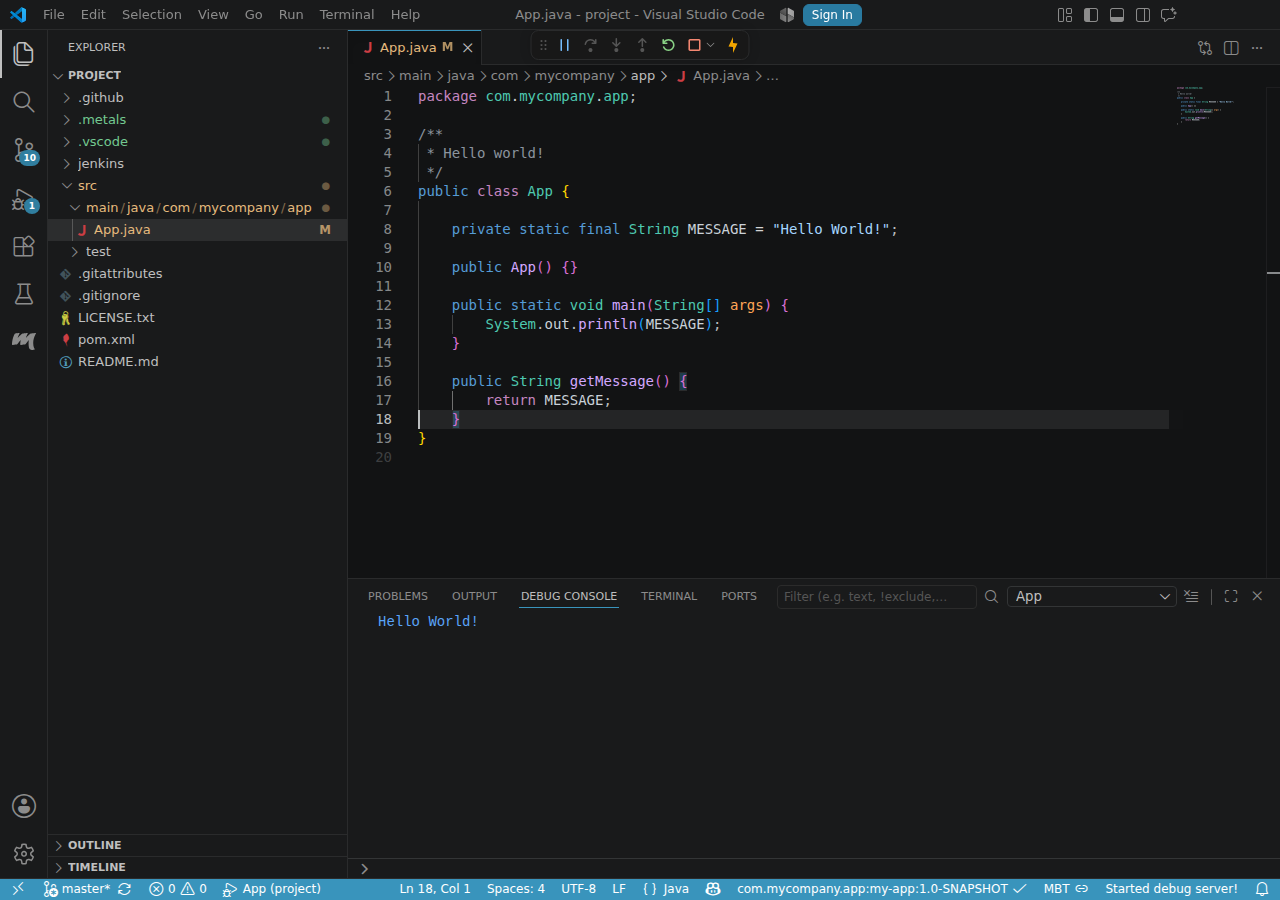 File Edit Selection View Go Run Terminal Help App.java - project - Visual Studio Code Sign In
EXPLORER
PROJECT
.github
.metals
.vscode
jenkins
src
main/java/com/mycompany/app
App.java M
test
.gitattributes
.gitignore
LICENSE.txt
pom.xml
README.md
OUTLINE
TIMELINE
App.java M
src > main > java > com > mycompany > app > App.java > ...
1 package com.mycompany.app;
2
3 /**
4 * Hello world!
5 */
6 public class App {
7
8 private static final String MESSAGE = "Hello World!";
9
10 public App() {}
11
12 public static void main(String[] args) {
13 System.out.println(MESSAGE);
14 }
15
16 public String getMessage() {
17 return MESSAGE;
18 }
19 }
20
PROBLEMS OUTPUT DEBUG CONSOLE TERMINAL PORTS Filter (e.g. text, !exclude,... App
Hello World!
10
1
master* 0 0 App (project) Ln 18, Col 1 Spaces: 4 UTF-8 LF { } Java com.mycompany.app:my-app:1.0-SNAPSHOT MBT Started debug server!